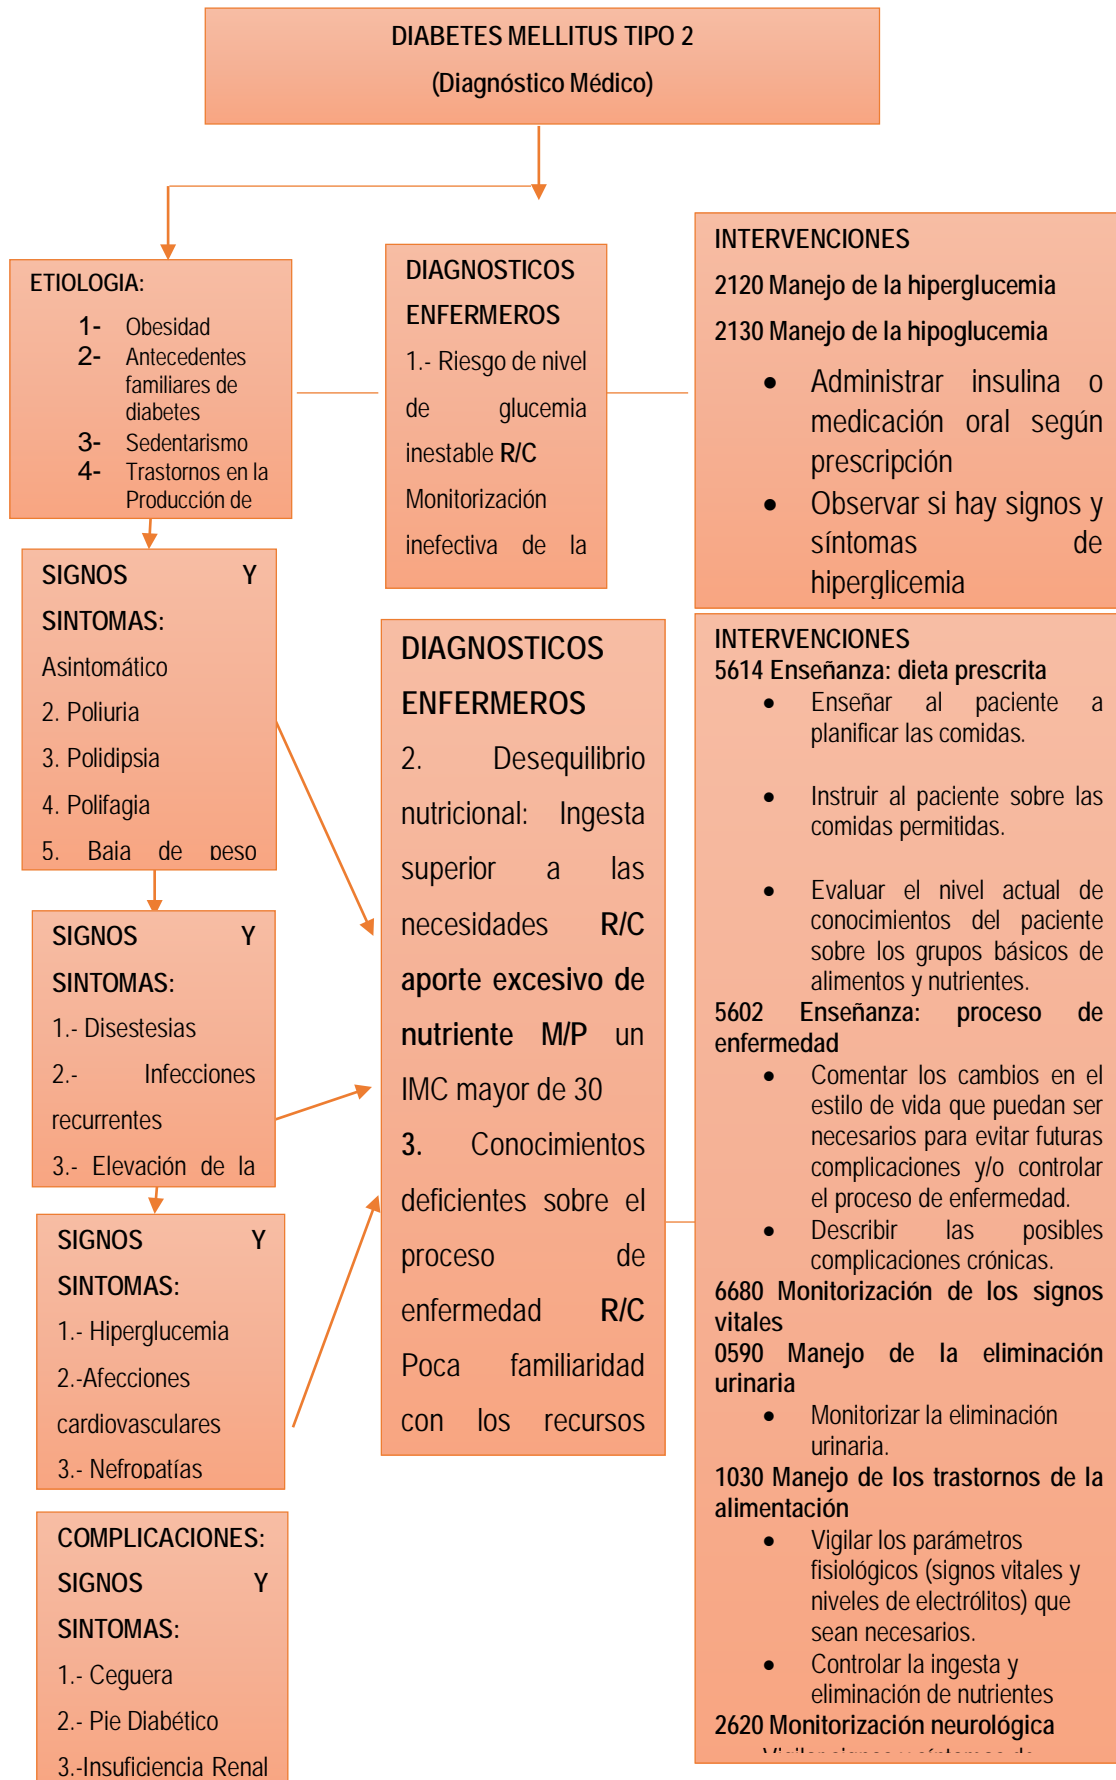 DIABETES MELLITUS TIPO 2
(Diagnóstico Médico)
ETIOLOGIA:
1- Obesidad
2- Antecedentes
familiares de
diabetes
3- Sedentarismo
4- Trastornos en la
Producción de
SIGNOS Y
SINTOMAS:
Asintomático
2. Poliuria
3. Polidipsia
4. Polifagia
5. Baja de peso
SIGNOS Y
SINTOMAS:
1.- Disestesias
2.- Infecciones
recurrentes
3.- Elevación de la
SIGNOS Y
SINTOMAS:
1.- Hiperglucemia
2.-Afecciones
cardiovasculares
3.- Nefropatías
COMPLICACIONES:
SIGNOS Y
SINTOMAS:
1.- Ceguera
2.- Pie Diabético
3.-Insuficiencia Renal
DIAGNOSTICOS
ENFERMEROS
1.- Riesgo de nivel
de glucemia
inestable R/C
Monitorización
inefectiva de la
DIAGNOSTICOS
ENFERMEROS
2. Desequilibrio
nutricional: Ingesta
superior a las
necesidades R/C
aporte excesivo de
nutriente M/P un
IMC mayor de 30
3. Conocimientos
deficientes sobre el
proceso de
enfermedad R/C
Poca familiaridad
con los recursos
INTERVENCIONES
2120 Manejo de la hiperglucemia
2130 Manejo de la hipoglucemia
• Administrar insulina o
medicación oral según
prescripción
• Observar si hay signos y
síntomas de
hiperglicemia
INTERVENCIONES
5614 Enseñanza: dieta prescrita
• Enseñar al paciente a
planificar las comidas.
• Instruir al paciente sobre las
comidas permitidas.
• Evaluar el nivel actual de
conocimientos del paciente
sobre los grupos básicos de
alimentos y nutrientes.
5602 Enseñanza: proceso de
enfermedad
• Comentar los cambios en el
estilo de vida que puedan ser
necesarios para evitar futuras
complicaciones y/o controlar
el proceso de enfermedad.
• Describir las posibles
complicaciones crónicas.
6680 Monitorización de los signos
vitales
0590 Manejo de la eliminación
urinaria
• Monitorizar la eliminación
urinaria.
1030 Manejo de los trastornos de la
alimentación
• Vigilar los parámetros
fisiológicos (signos vitales y
niveles de electrólitos) que
sean necesarios.
• Controlar la ingesta y
eliminación de nutrientes
2620 Monitorización neurológica